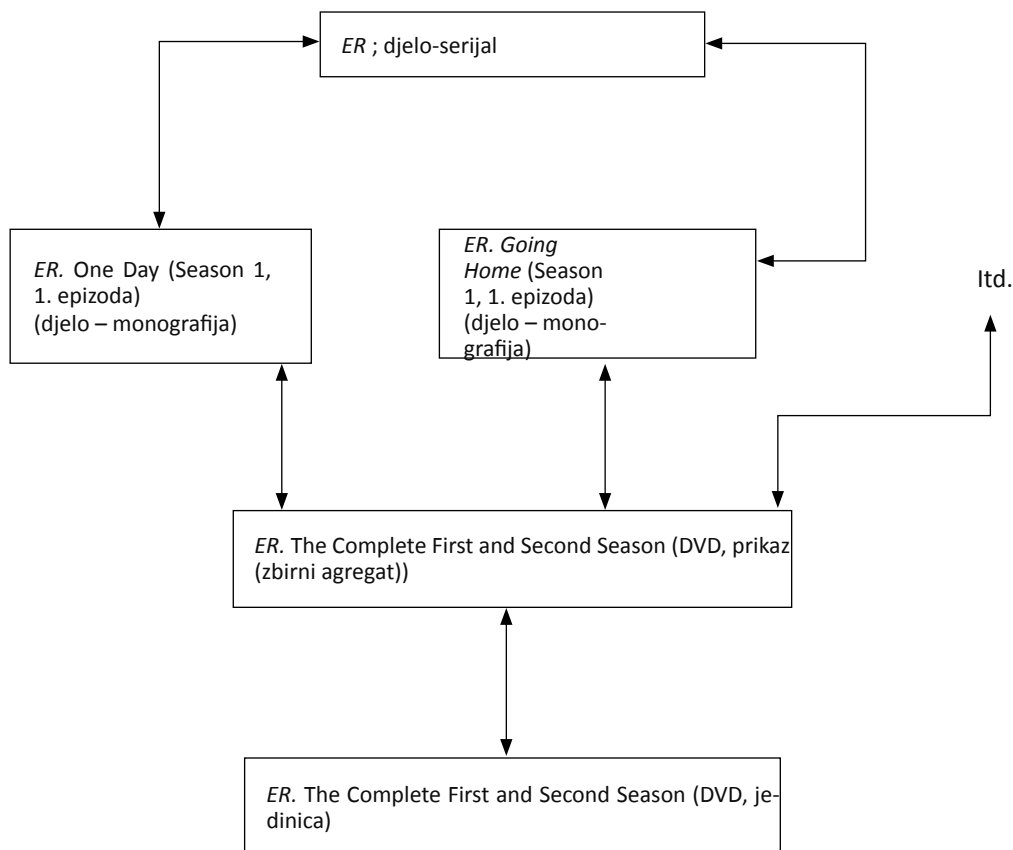 ER ; djelo-serijal
ER. One Day (Season 1,
1. epizoda)
(djelo – monografija)
ER. Going
Home (Season
1, 1. epizoda)
(djelo – mono-
grafija)
Itd.
ER. The Complete First and Second Season (DVD, prikaz
(zbirni agregat))
ER. The Complete First and Second Season (DVD, je-
dinica)